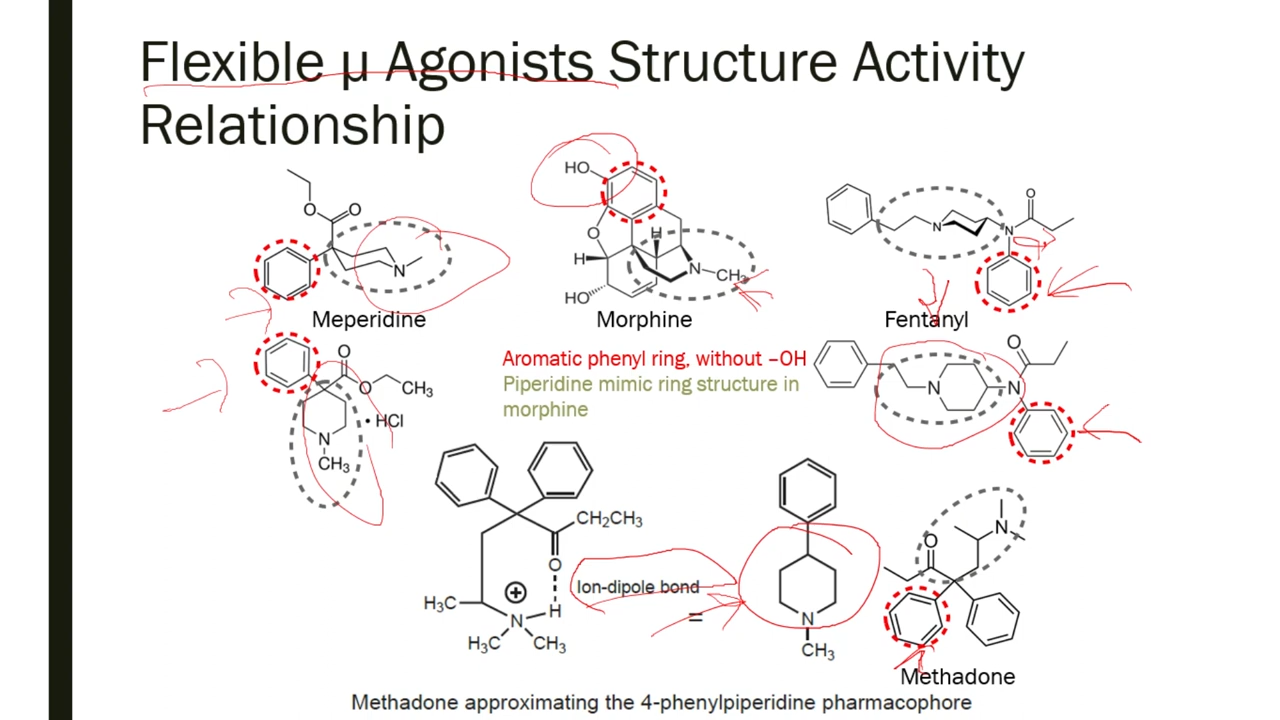 Flexible μ Agonists Structure Activity
Relationship
O
O
N
Meperidine
HO
O
H
H
N
CH3
HO
Morphine
O
N
N
Fentanyl
O
O
CH3
• HCl
N
CH3
Aromatic phenyl ring, without –OH
Piperidine mimic ring structure in
morphine
O
N
N
CH2CH3
O
Ion-dipole bond
H3C
+
H
N
H3C
CH3
=
N
CH3
O
N
Methadone
Methadone approximating the 4-phenylpiperidine pharmacophore